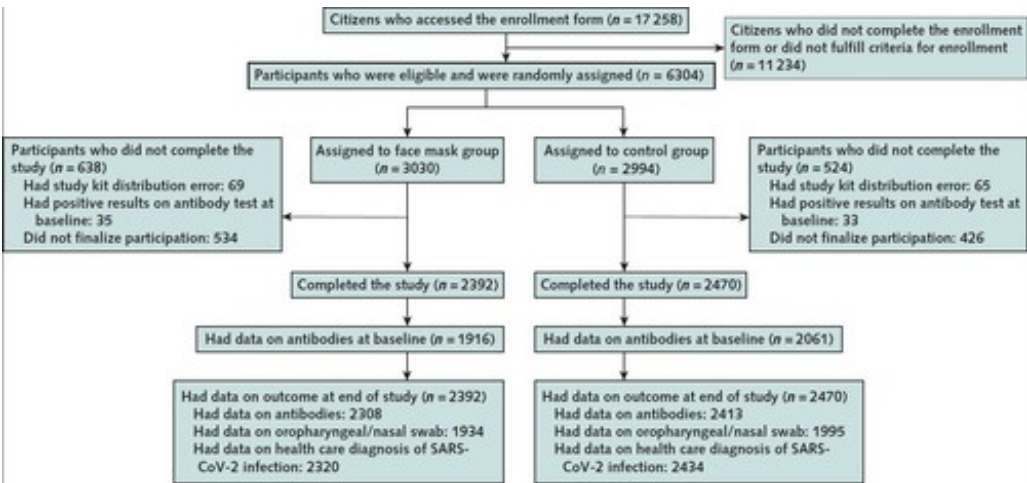 Citizens who accessed the enrollment form (n = 17 258)
Citizens who did not complete the enrollment
form or did not fulfill criteria for enrollment
(n = 11 234)
Participants who were eligible and were randomly assigned (n = 6304)
Participants who did not complete the
study (n = 638)
Had study kit distribution error: 69
Had positive results on antibody test at
baseline: 35
Did not finalize participation: 534
Assigned to face mask group
(n = 3030)
Assigned to control group
(n = 2994)
Participants who did not complete the
study (n = 524)
Had study kit distribution error: 65
Had positive results on antibody test at
baseline: 33
Did not finalize participation: 426
Completed the study (n = 2392)
Completed the study (n = 2470)
Had data on antibodies at baseline (n = 1916)
Had data on antibodies at baseline (n = 2061)
Had data on outcome at end of study (n = 2392)
Had data on antibodies: 2308
Had data on oropharyngeal/nasal swab: 1934
Had data on health care diagnosis of SARS-
CoV-2 infection: 2320
Had data on outcome at end of study (n = 2470)
Had data on antibodies: 2413
Had data on oropharyngeal/nasal swab: 1995
Had data on health care diagnosis of SARS-
CoV-2 infection: 2434